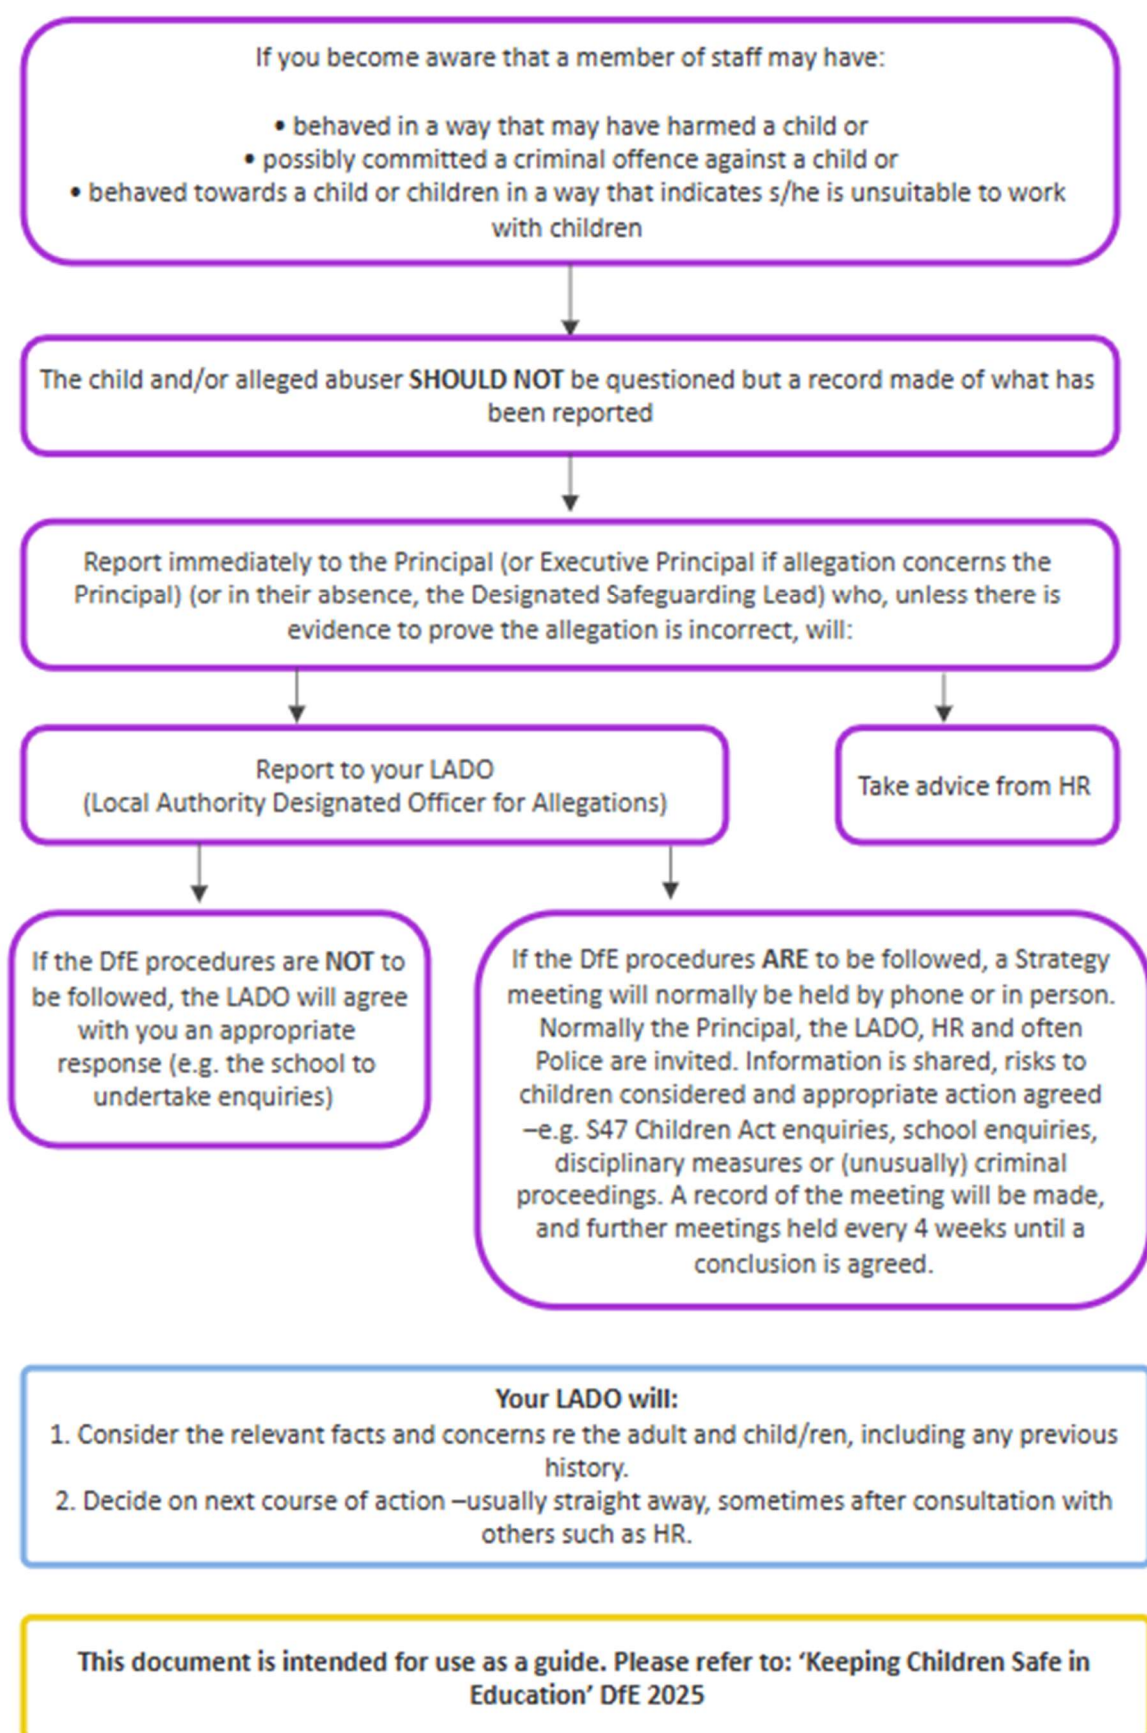 If you become aware that a member of staff may have:
• behaved in a way that may have harmed a child or
• possibly committed a criminal offence against a child or
• behaved towards a child or children in a way that indicates s/he is unsuitable to work
with children
The child and/or alleged abuser SHOULD NOT be questioned but a record made of what has
been reported
Report immediately to the Principal (or Executive Principal if allegation concerns the
Principal) (or in their absence, the Designated Safeguarding Lead) who, unless there is
evidence to prove the allegation is incorrect, will:
Report to your LADO
(Local Authority Designated Officer for Allegations)
Take advice from HR
If the DfE procedures are NOT to
be followed, the LADO will agree
with you an appropriate
response (e.g. the school to
undertake enquiries)
If the DfE procedures ARE to be followed, a Strategy
meeting will normally be held by phone or in person.
Normally the Principal, the LADO, HR and often
Police are invited. Information is shared, risks to
children considered and appropriate action agreed
–e.g. S47 Children Act enquiries, school enquiries,
disciplinary measures or (unusually) criminal
proceedings. A record of the meeting will be made,
and further meetings held every 4 weeks until a
conclusion is agreed.
Your LADO will:
1. Consider the relevant facts and concerns re the adult and child/ren, including any previous
history.
2. Decide on next course of action –usually straight away, sometimes after consultation with
others such as HR.
This document is intended for use as a guide. Please refer to: ‘Keeping Children Safe in
Education’ DfE 2025